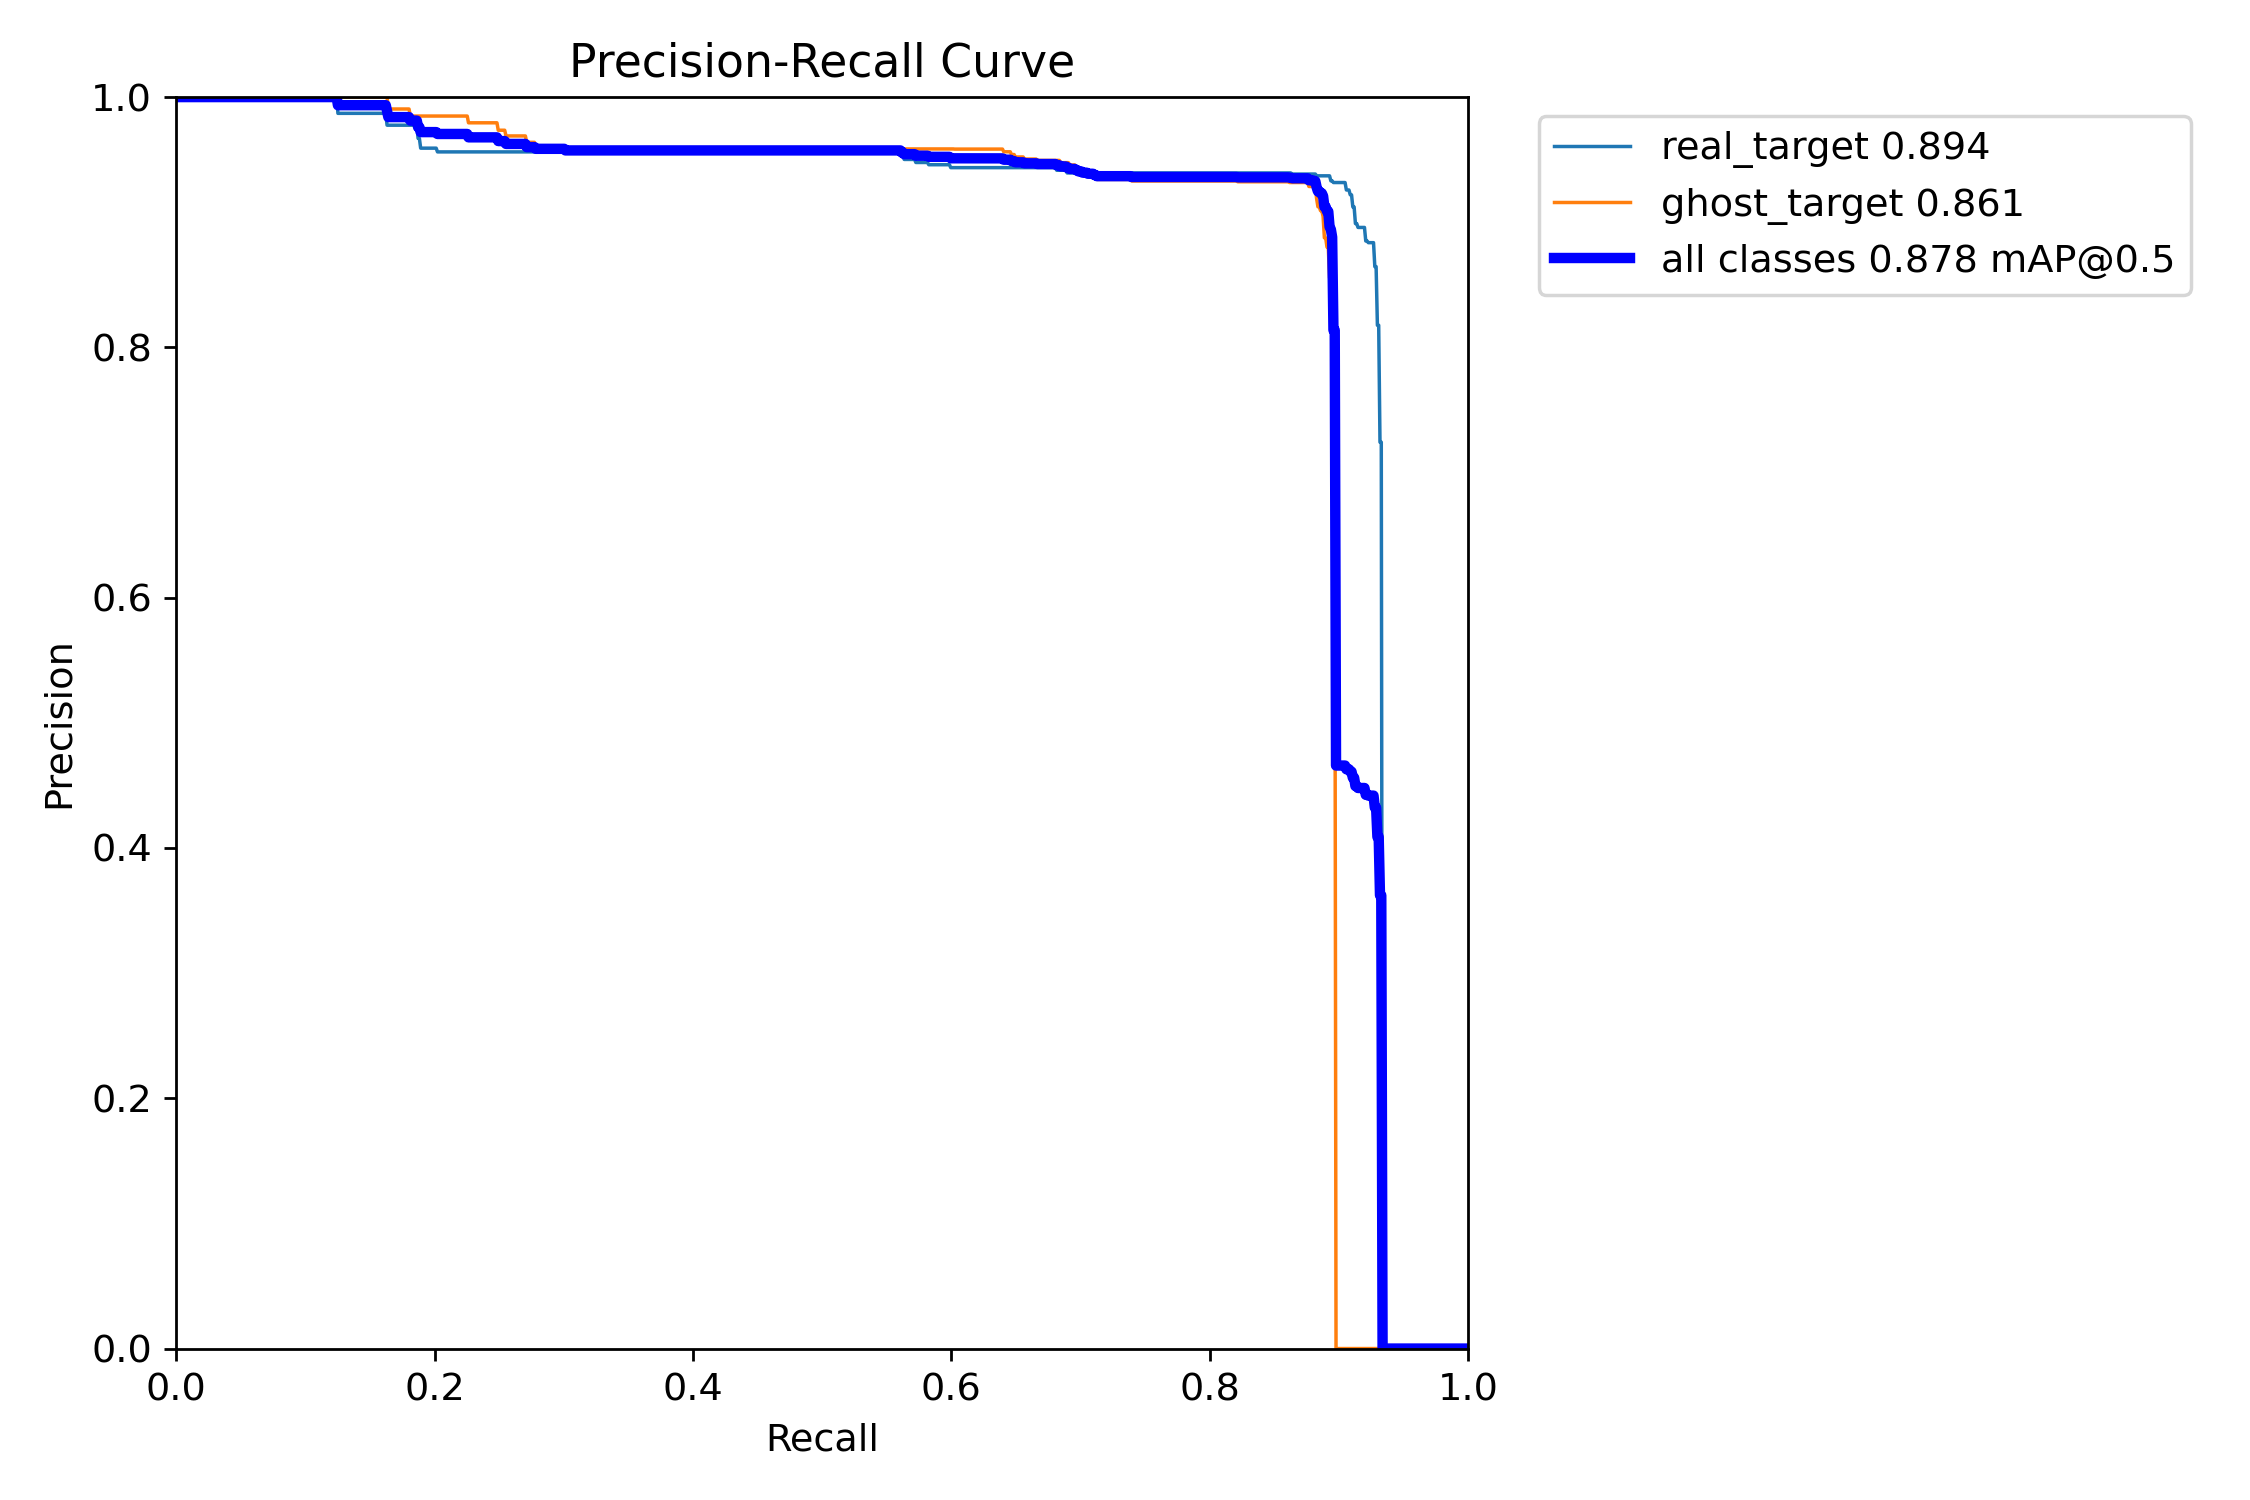 Precision-Recall Curve
1.0
0.8
0.6
0.4
0.2
0.0
Precision
0.0 0.2 0.4 0.6 0.8 1.0
Recall
real_target 0.894
ghost_target 0.861
all classes 0.878 mAP@0.5